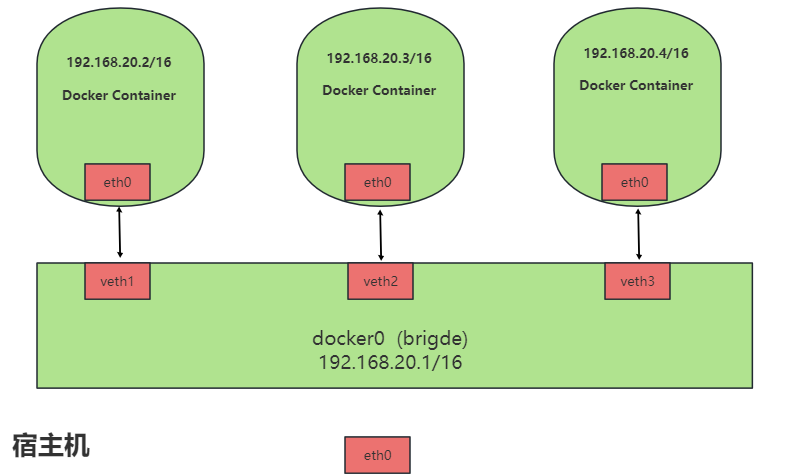 192.168.20.2/16
Docker Container
eth0
192.168.20.3/16
Docker Container
eth0
192.168.20.4/16
Docker Container
eth0
veth1
veth2
veth3
docker0 (brigde)
192.168.20.1/16
宿主机
eth0